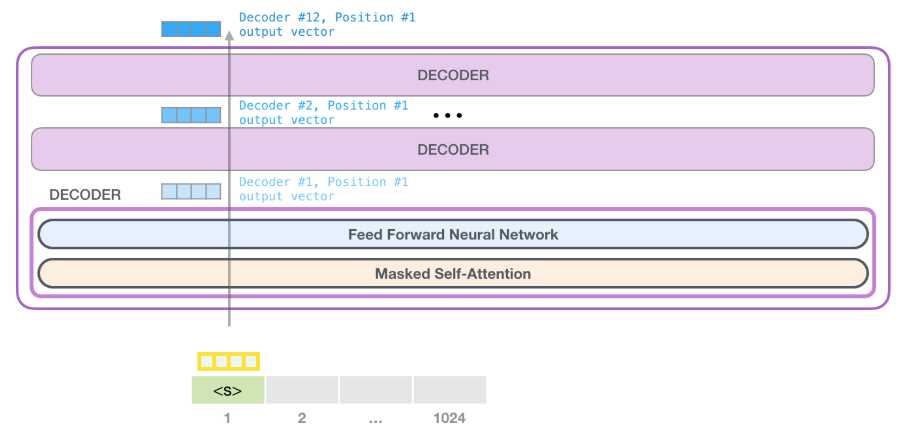 Decoder #12, Position #1
output vector
DECODER
Decoder #2, Position #1
output vector
...
DECODER
Decoder #1, Position #1
output vector
DECODER
Feed Forward Neural Network
Masked Self-Attention
<s>
1 2 ... 1024